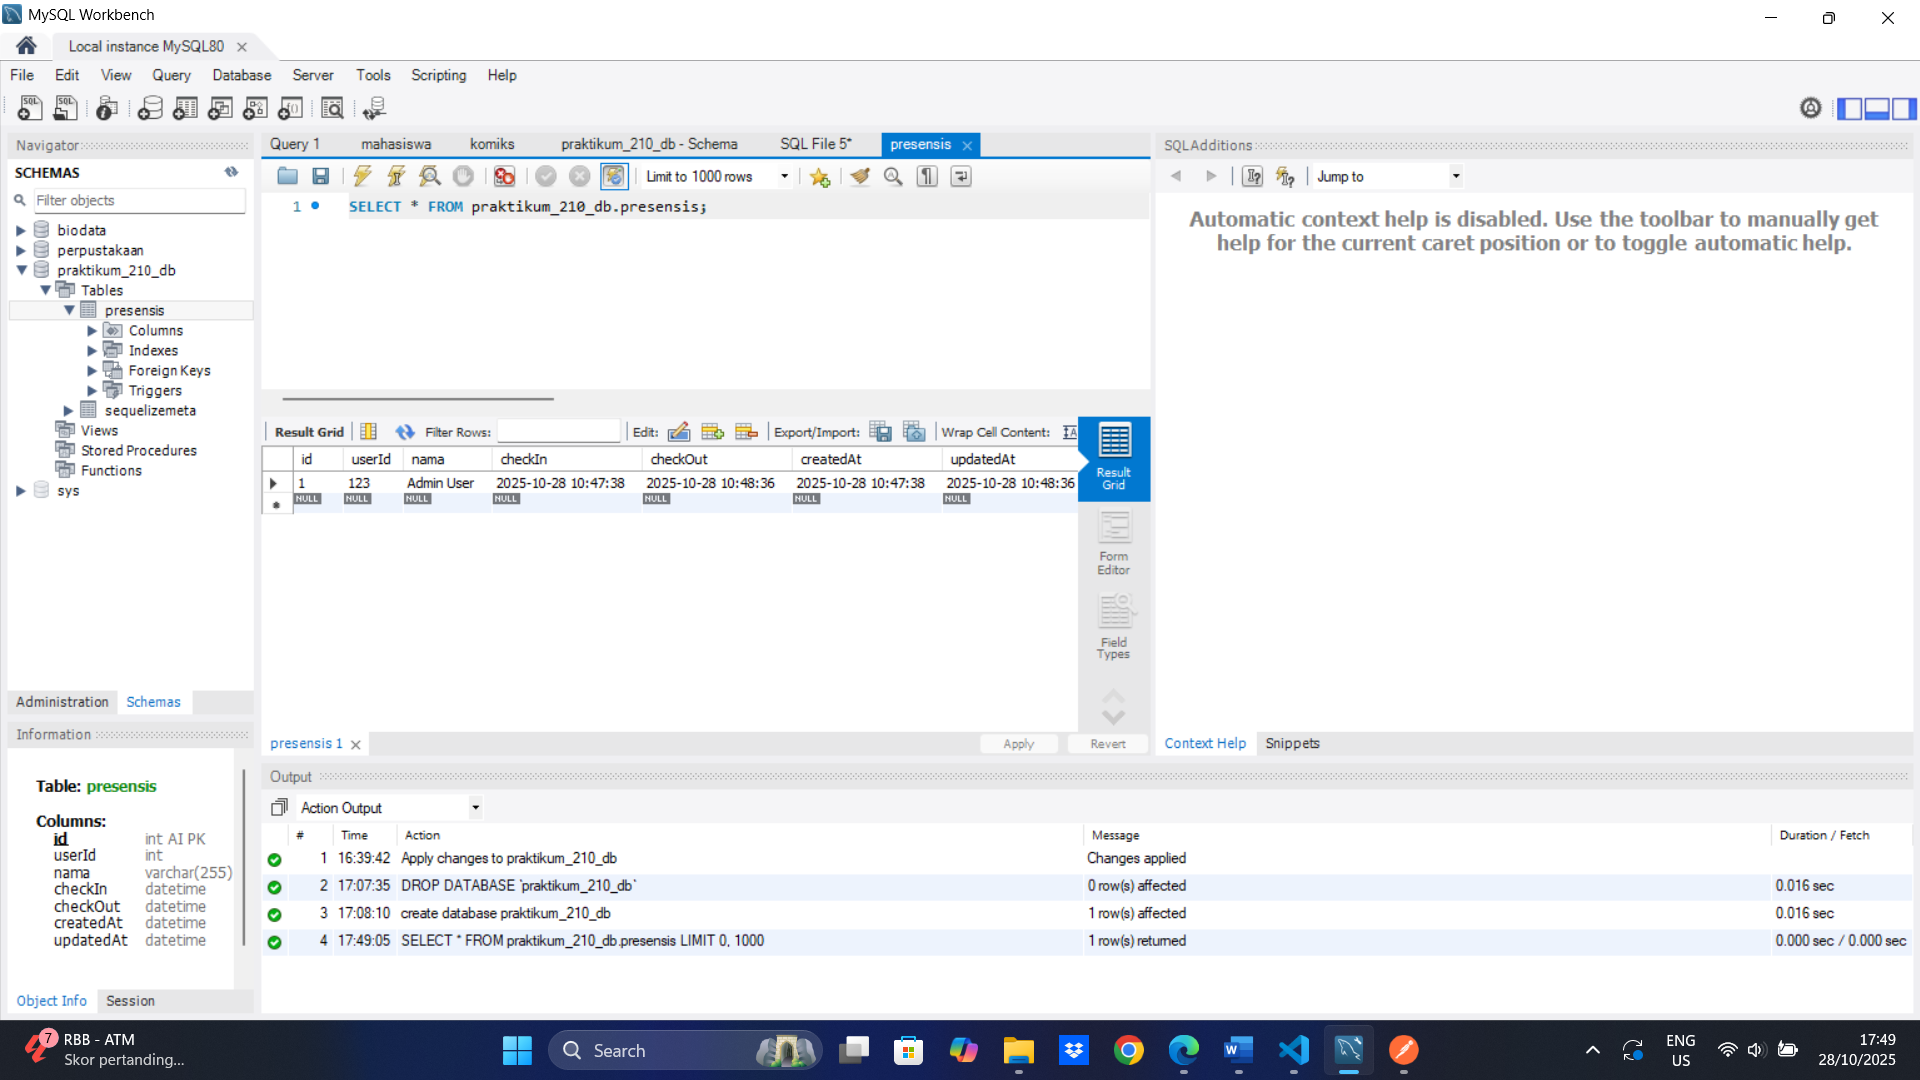 MySQL Workbench
Local instance MySQL80
File Edit View Query Database Server Tools Scripting Help
Navigator
SCHEMAS
Filter objects
biodata
perpustakaan
praktikum_210_db
Tables
presensis
Columns
Indexes
Foreign Keys
Triggers
sequelizemeta
Views
Stored Procedures
Functions
sys
Administration Schemas
Information
Table: presensis
Columns:
id int AI PK
userId int
nama varchar(255)
checkIn datetime
checkOut datetime
createdAt datetime
updatedAt datetime
Object Info Session
Query 1 mahasiswa komiks praktikum_210_db - Schema SQL File 5* presensis
Limit to 1000 rows
1 SELECT * FROM praktikum_210_db.presensis;
Result Grid Filter Rows: Edit: Export/Import: Wrap Cell Content:
id userId nama checkIn checkOut createdAt updatedAt
1 123 Admin User 2025-10-28 10:47:38 2025-10-28 10:48:36 2025-10-28 10:47:38 2025-10-28 10:48:36
NULL NULL NULL NULL NULL NULL NULL
Result Grid
Form Editor
Field Types
presensis 1 Apply Revert
SQLAdditions
Jump to
Automatic context help is disabled. Use the toolbar to manually get
help for the current caret position or to toggle automatic help.
Context Help Snippets
Output
Action Output
# Time Action Message Duration / Fetch
1 16:39:42 Apply changes to praktikum_210_db Changes applied
2 17:07:35 DROP DATABASE `praktikum_210_db` 0 row(s) affected 0.016 sec
3 17:08:10 create database praktikum_210_db 1 row(s) affected 0.016 sec
4 17:49:05 SELECT * FROM praktikum_210_db.presensis LIMIT 0, 1000 1 row(s) returned 0.000 sec / 0.000 sec
7 RBB - ATM
Skor pertanding...
Search
ENG
US
17:49
28/10/2025